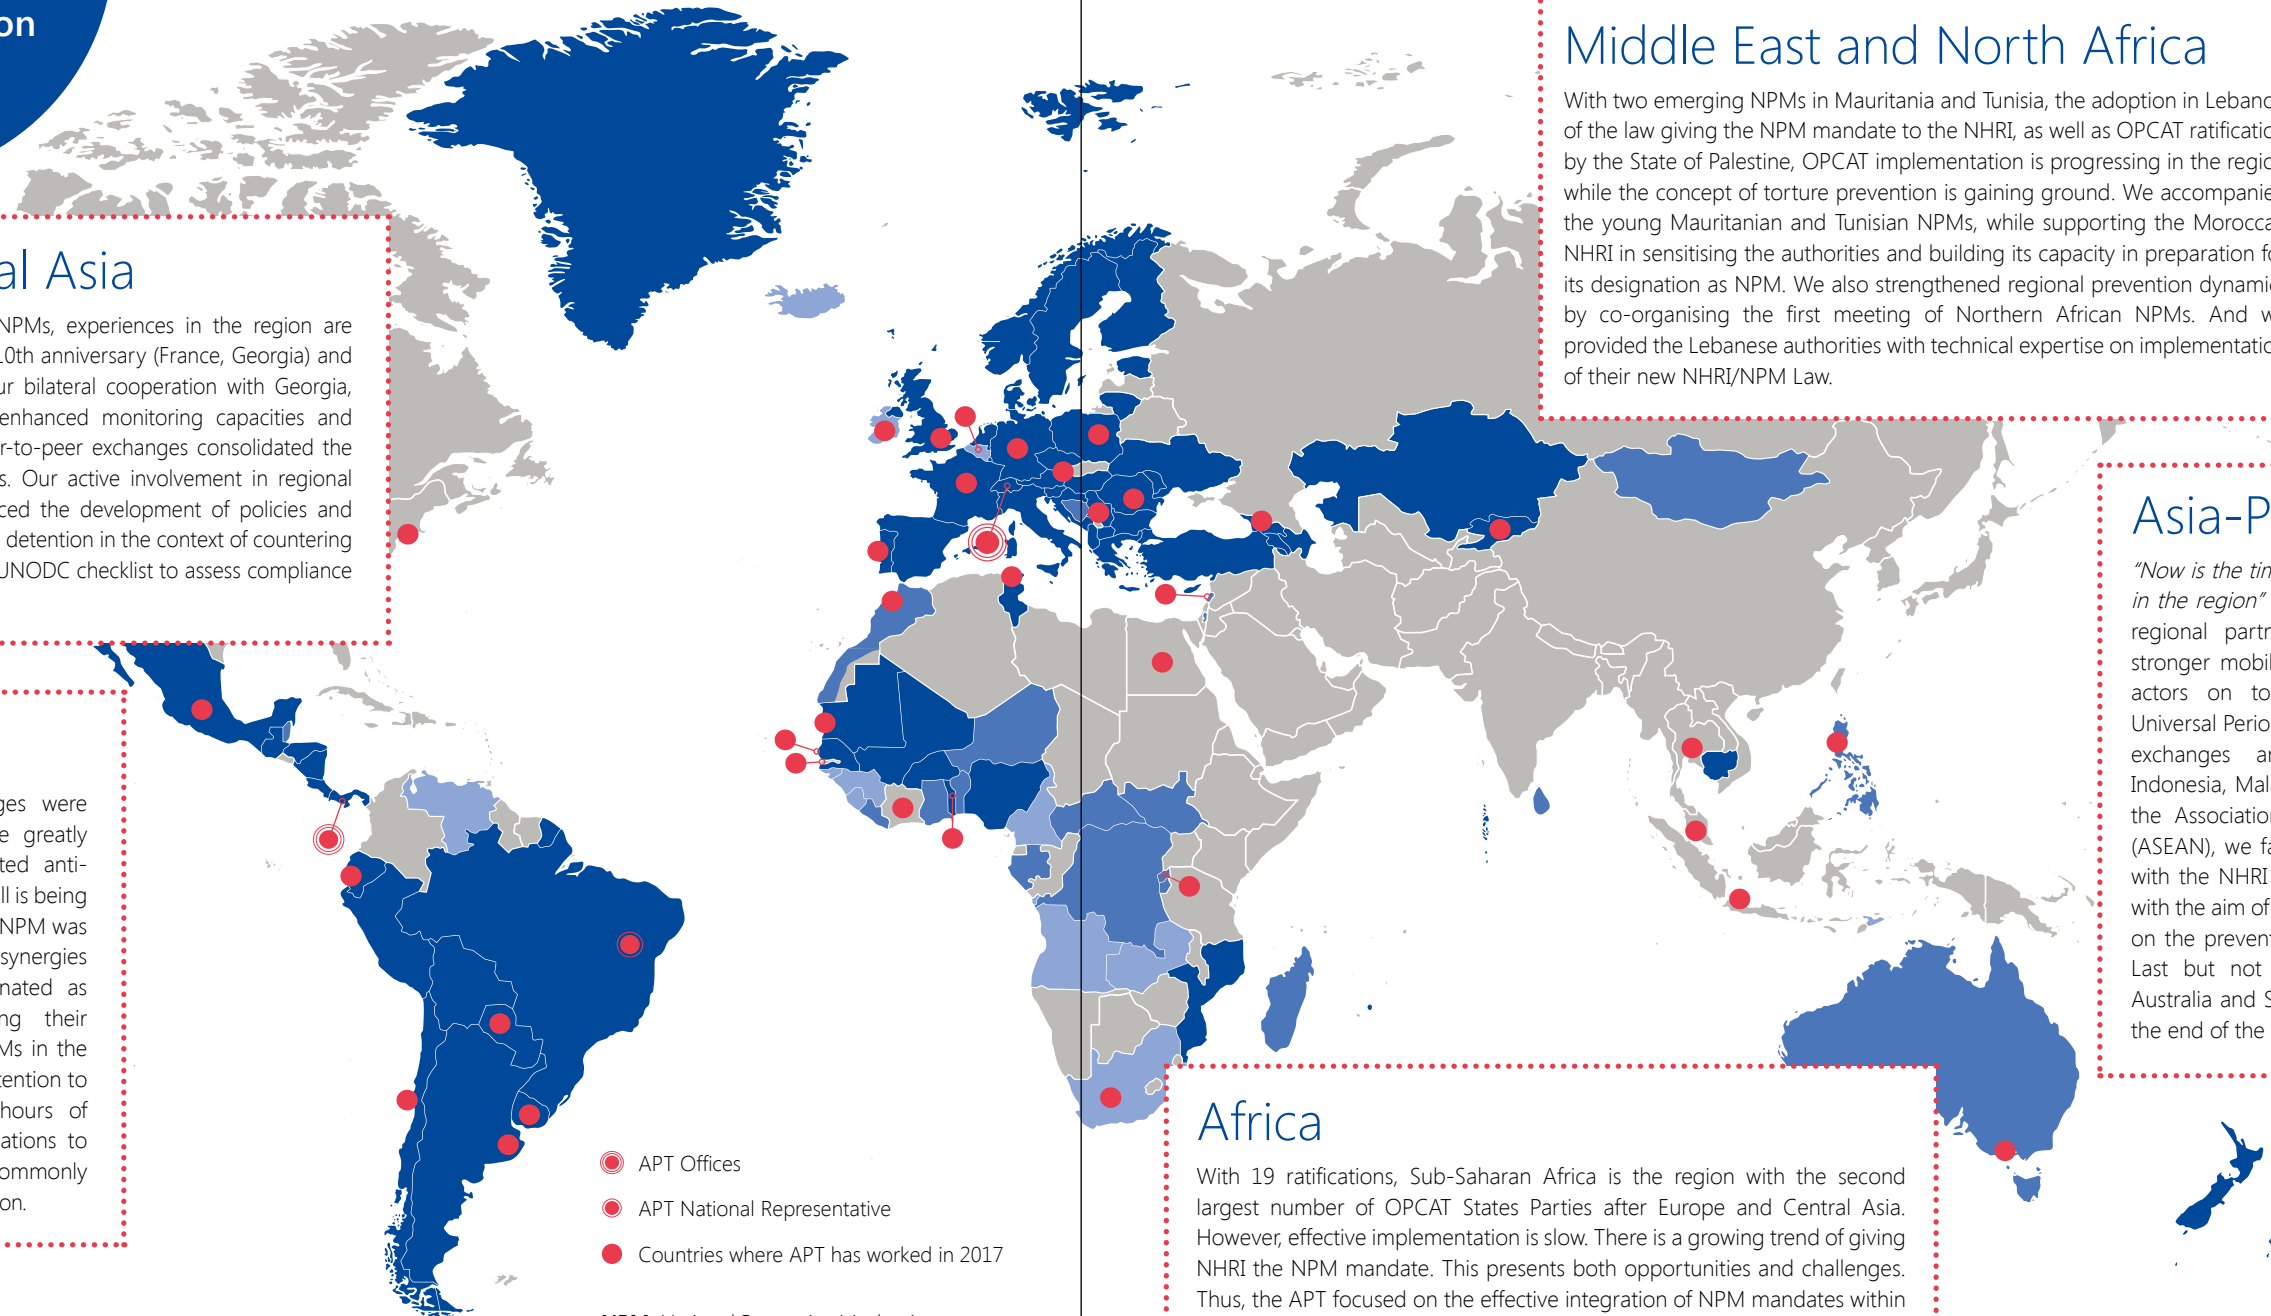 on
al Asia
NPMs, experiences in the region are
10th anniversary (France, Georgia) and
ur bilateral cooperation with Georgia,
enhanced monitoring capacities and
r-to-peer exchanges consolidated the
s. Our active involvement in regional
ced the development of policies and
detention in the context of countering
UNODC checklist to assess compliance
ges were
e greatly
ted anti-
ll is being
NPM was
synergies
nated as
ng their
Ms in the
tention to
hours of
ations to
ommonly
on.
APT Offices
APT National Representative
Countries where APT has worked in 2017
Middle East and North Africa
With two emerging NPMs in Mauritania and Tunisia, the adoption in Lebano
of the law giving the NPM mandate to the NHRI, as well as OPCAT ratificatio
by the State of Palestine, OPCAT implementation is progressing in the regio
while the concept of torture prevention is gaining ground. We accompanie
the young Mauritanian and Tunisian NPMs, while supporting the Morocca
NHRI in sensitising the authorities and building its capacity in preparation fo
its designation as NPM. We also strengthened regional prevention dynamic
by co-organising the first meeting of Northern African NPMs. And w
provided the Lebanese authorities with technical expertise on implementatio
of their new NHRI/NPM Law.
Asia-P
"Now is the tim
in the region"
regional partn
stronger mobil
actors on to
Universal Perio
exchanges an
Indonesia, Mal
the Association
(ASEAN), we fa
with the NHRI
with the aim of
on the prevent
Last but not
Australia and S
the end of the
Africa
With 19 ratifications, Sub-Saharan Africa is the region with the second
largest number of OPCAT States Parties after Europe and Central Asia.
However, effective implementation is slow. There is a growing trend of giving
NHRI the NPM mandate. This presents both opportunities and challenges.
Thus, the APT focused on the effective integration of NPM mandates within